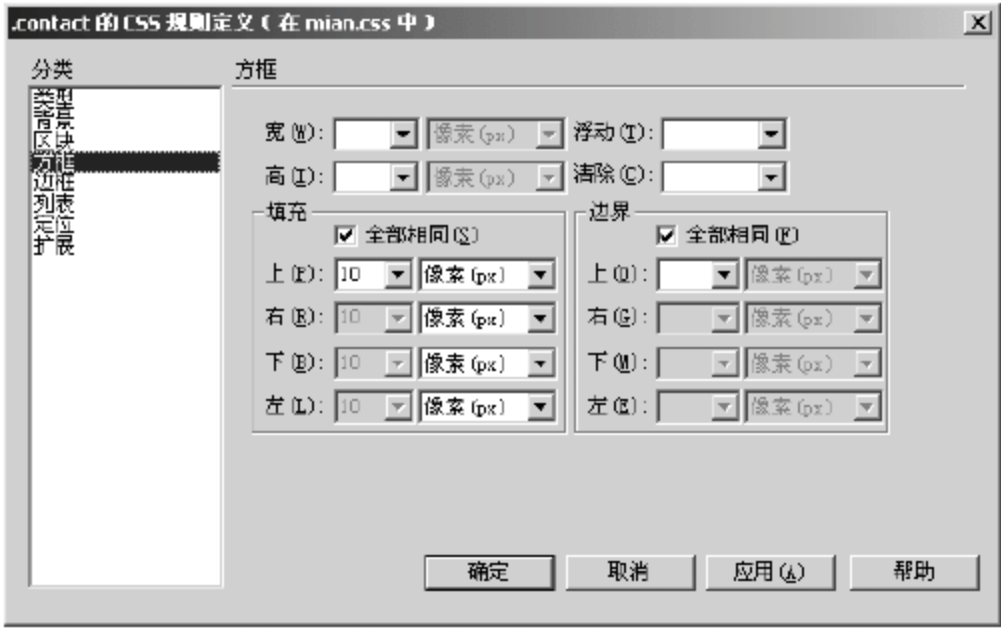 .contact 的 CSS 规则定义（在 mian.css 中）
分类
方框
类型
背景
区块
方框
边框
列表
定位
扩展
宽(W): 像素(px) 浮动(T):
高(I): 像素(px) 清除(C):
填充 边界
全部相同(S) 全部相同(F)
上(P): 10 像素(px) 上(O): 像素(px)
右(R): 10 像素(px) 右(G): 像素(px)
下(B): 10 像素(px) 下(M): 像素(px)
左(L): 10 像素(px) 左(E): 像素(px)
确定 取消 应用(A) 帮助